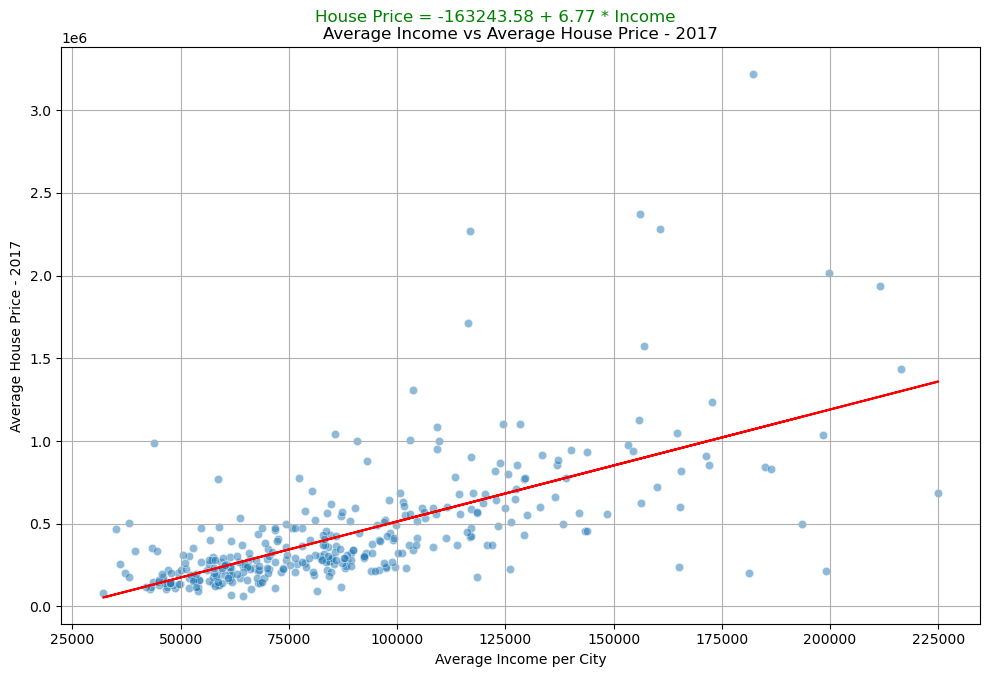 House Price = -163243.58 + 6.77 * Income
Average Income vs Average House Price - 2017
1e6
3.0
2.5
2.0
1.5
1.0
0.5
0.0
Average House Price - 2017
25000 50000 75000 100000 125000 150000 175000 200000 225000
Average Income per City